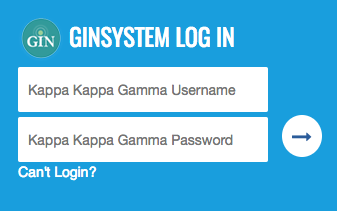 GIN GINSYSTEM LOG IN
Kappa Kappa Gamma Username
Kappa Kappa Gamma Password
Can't Login?